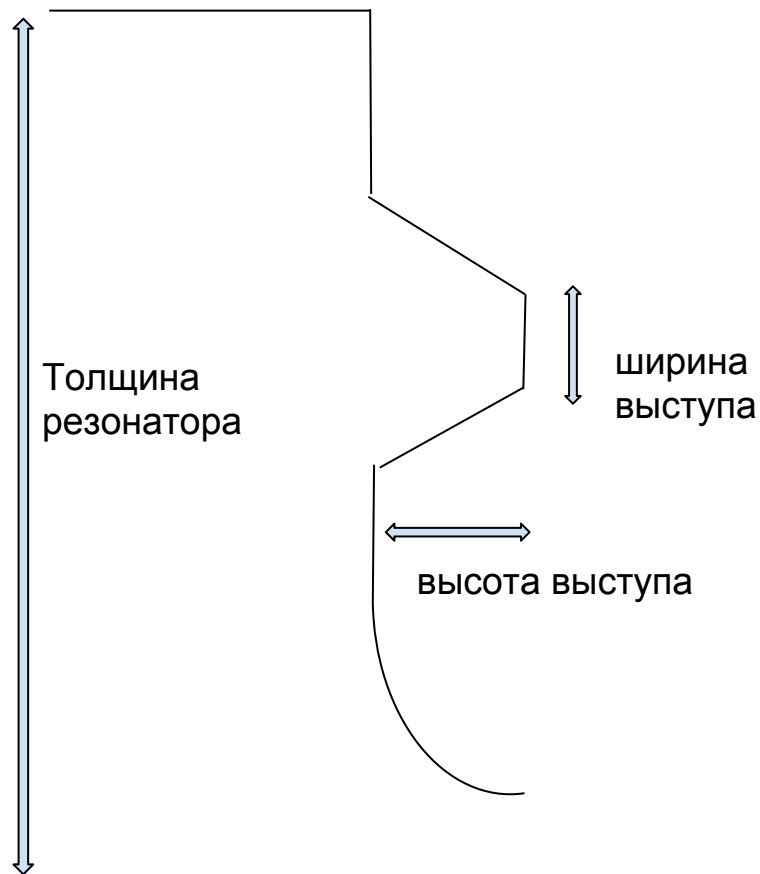 Толщина
резонатора
ширина
выступа
высота выступа